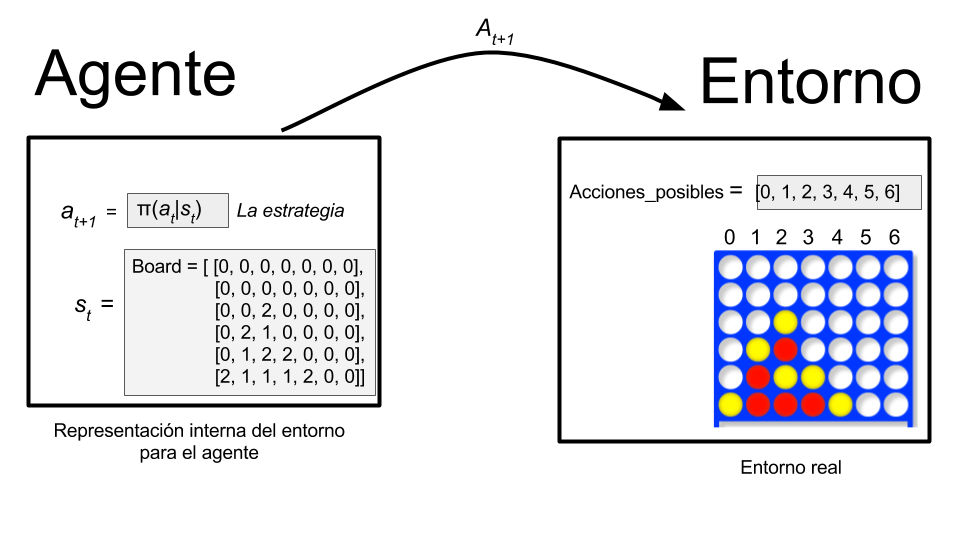 A_{t+1}
Agente
Entorno
a_{t+1} = π(a_t|s_t) La estrategia
s_t = Board = [ [0, 0, 0, 0, 0, 0, 0],
[0, 0, 0, 0, 0, 0, 0],
[0, 0, 2, 0, 0, 0, 0],
[0, 2, 1, 0, 0, 0, 0],
[0, 1, 2, 2, 0, 0, 0],
[2, 1, 1, 1, 2, 0, 0]]
Representación interna del entorno
para el agente
Acciones_posibles = [0, 1, 2, 3, 4, 5, 6]
0 1 2 3 4 5 6
Entorno real